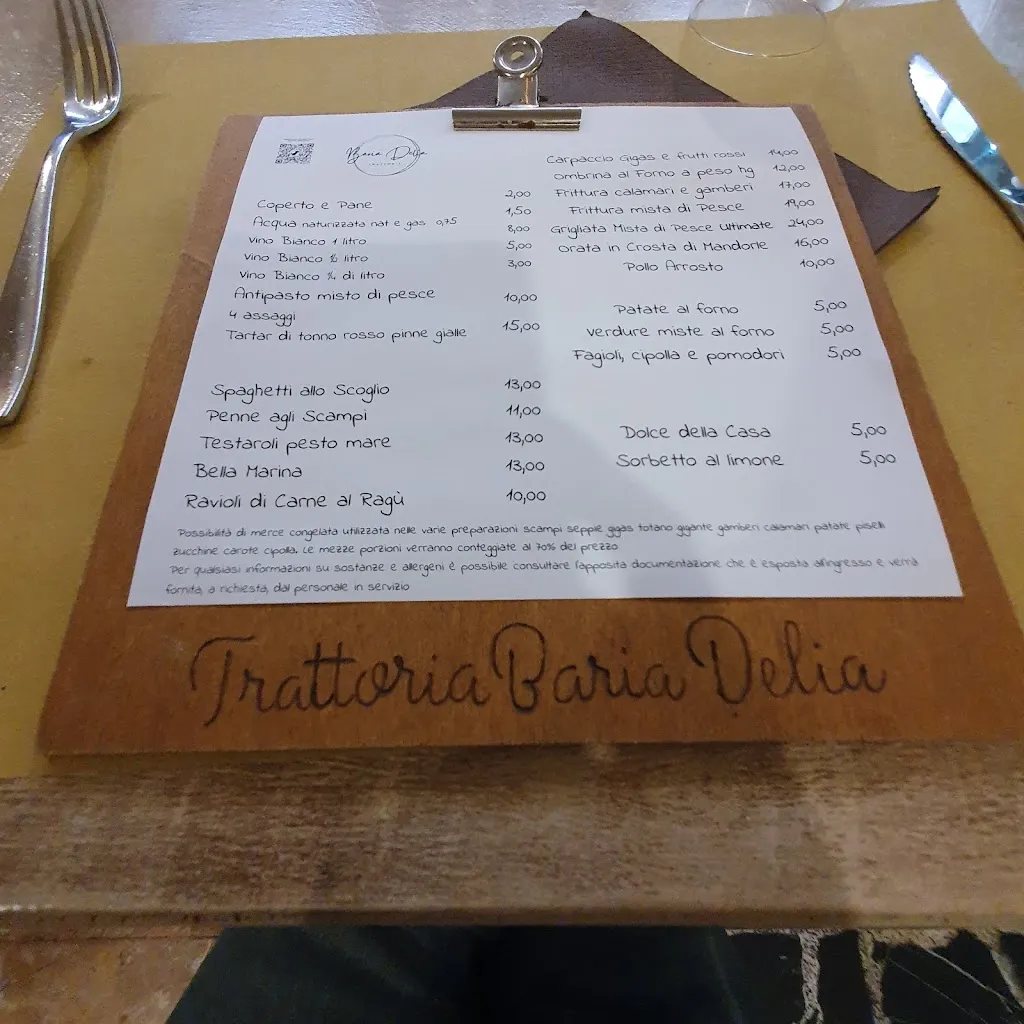 Baria Delia
Coperto e Pane 2,00
Acqua naturizzata nat e gas 0,75 1,50
Vino Bianco 1 litro 8,00
Vino Bianco ½ litro 5,00
Vino Bianco ¼ di litro 3,00
Antipasto misto di pesce 10,00
4 assaggi
Tartar di tonno rosso pinne gialle 15,00
Spaghetti allo Scoglio 13,00
Penne agli Scampi 11,00
Testaroli pesto mare 13,00
Bella Marina 13,00
Ravioli di Carne al Ragù 10,00
Carpaccio Gigas e frutti rossi 14,00
Ombrina al Forno a peso hg 12,00
Frittura calamari e gamberi 17,00
Frittura mista di Pesce 19,00
Grigliata Mista di Pesce Ultimate 24,00
Orata in Crosta di Mandorle 16,00
Pollo Arrosto 10,00
Patate al forno 5,00
Verdure miste al forno 5,00
Fagioli, cipolla e pomodori 5,00
Dolce della Casa 5,00
Sorbetto al limone 5,00
Possibilità di merce congelata utilizzata nelle varie preparazioni scampi seppie gigas totano gigante gamberi calamari patate piselli
zucchine carote cipolla. Le mezze porzioni verranno conteggiate al 70% del prezzo
Per qualsiasi informazioni su sostanze e allergeni è possibile consultare l'apposita documentazione che è esposta all'ingresso e verrà
fornita, a richiesta, dal personale in servizio
Trattoria Baria Delia